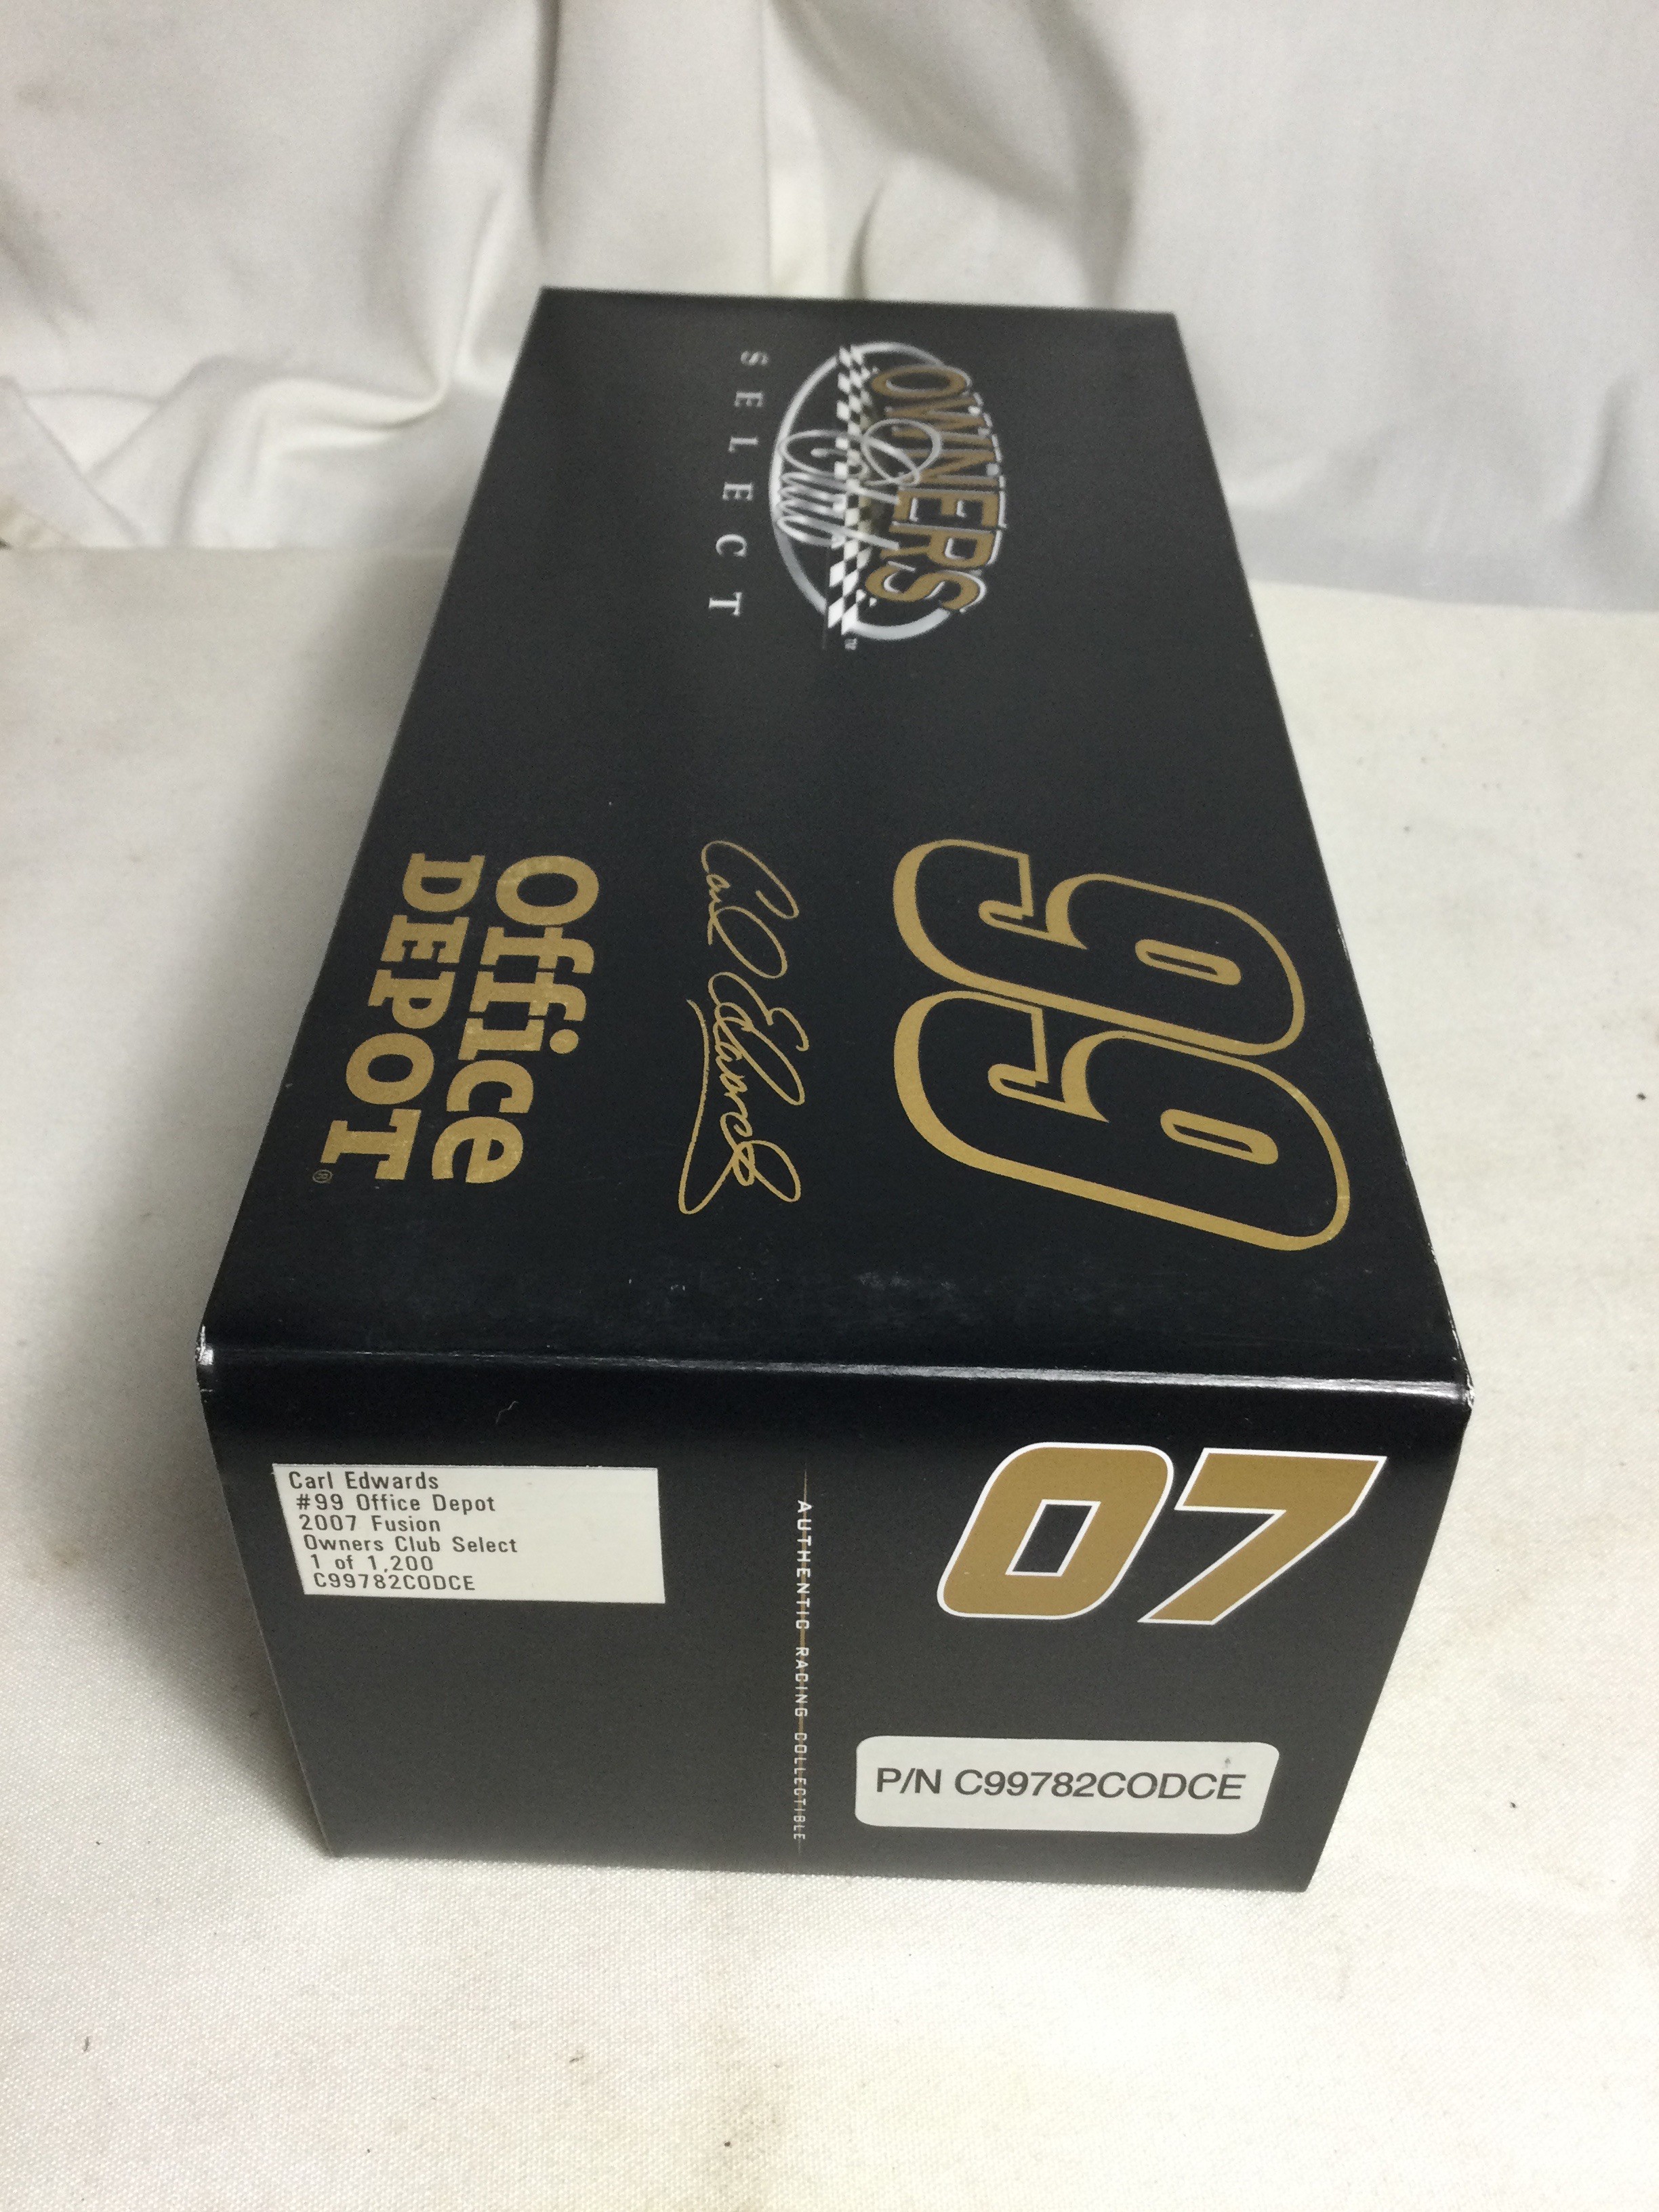 OWNERS
Club
™
SELECT
99
Carl Edwards
Office
DEPOT®
07
Carl Edwards
#99 Office Depot
2007 Fusion
Owners Club Select
1 of 1,200
C99782CODCE
AUTHENTIC RACING COLLECTIBLE
P/N C99782CODCE